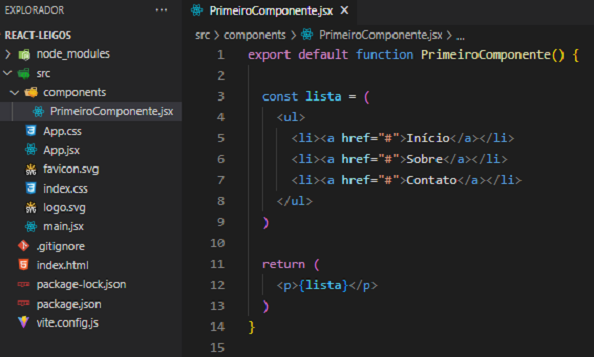 EXPLORADOR ...
REACT-LEIGOS
node_modules
src
components
PrimeiroComponente.jsx
App.css
App.jsx
favicon.svg
index.css
logo.svg
main.jsx
.gitignore
index.html
package-lock.json
package.json
vite.config.js
PrimeiroComponente.jsx X
src > components > PrimeiroComponente.jsx > ...
1 export default function PrimeiroComponente() {
2
3 const lista = (
4 <ul>
5 <li><a href="#">Início</a></li>
6 <li><a href="#">Sobre</a></li>
7 <li><a href="#">Contato</a></li>
8 </ul>
9 )
10
11 return (
12 <p>{lista}</p>
13 )
14 }
15